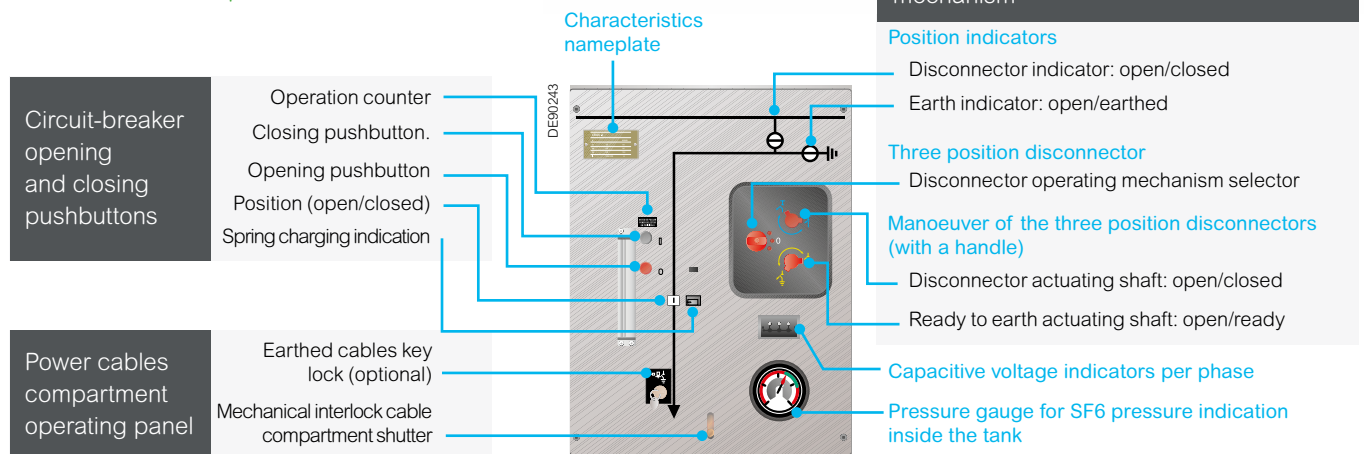 mechanism
Characteristics
nameplate
Position indicators
Disconnector indicator: open/closed
Earth indicator: open/earthed
Three position disconnector
Disconnector operating mechanism selector
Manoeuver of the three position disconnectors
(with a handle)
Disconnector actuating shaft: open/closed
Ready to earth actuating shaft: open/ready
Capacitive voltage indicators per phase
Pressure gauge for SF6 pressure indication
inside the tank
Circuit-breaker
opening
and closing
pushbuttons
Operation counter
Closing pushbutton.
Opening pushbutton
Position (open/closed)
Spring charging indication
Power cables
compartment
operating panel
Earthed cables key
lock (optional)
Mechanical interlock cable
compartment shutter
DE90243
I
O
I
O